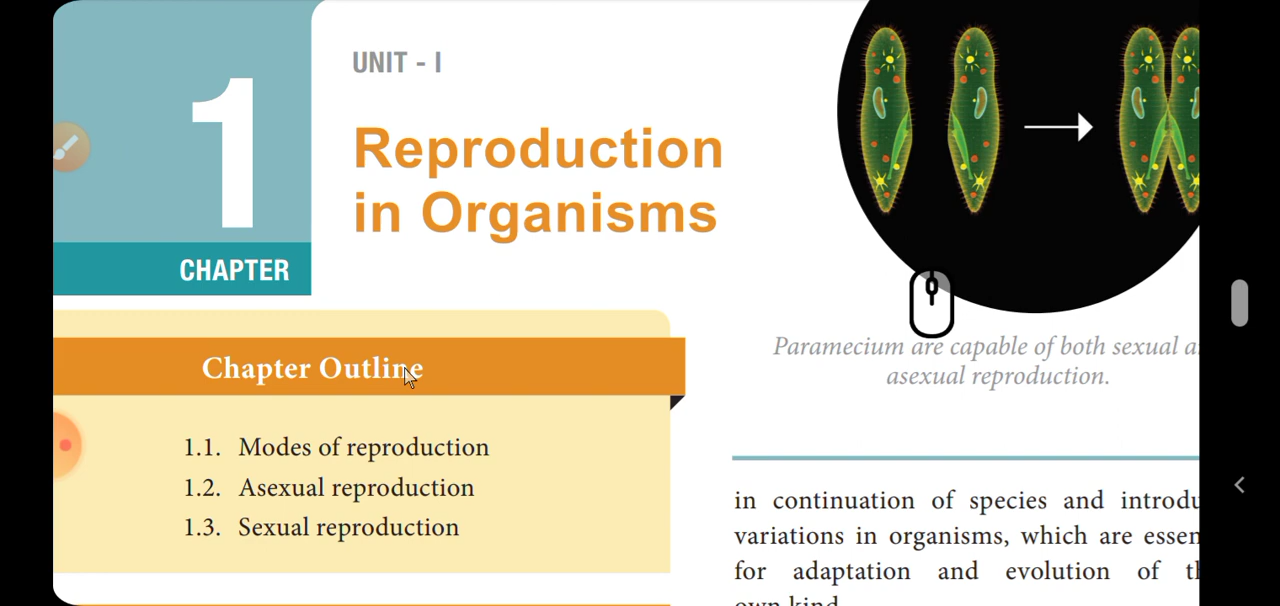 UNIT - I
1
CHAPTER
Reproduction
in Organisms
Chapter Outline
1.1. Modes of reproduction
1.2. Asexual reproduction
1.3. Sexual reproduction
Paramecium are capable of both sexual
asexual reproduction.
in continuation of species and
variations in organisms, which are
for adaptation and evolution of
own kind.